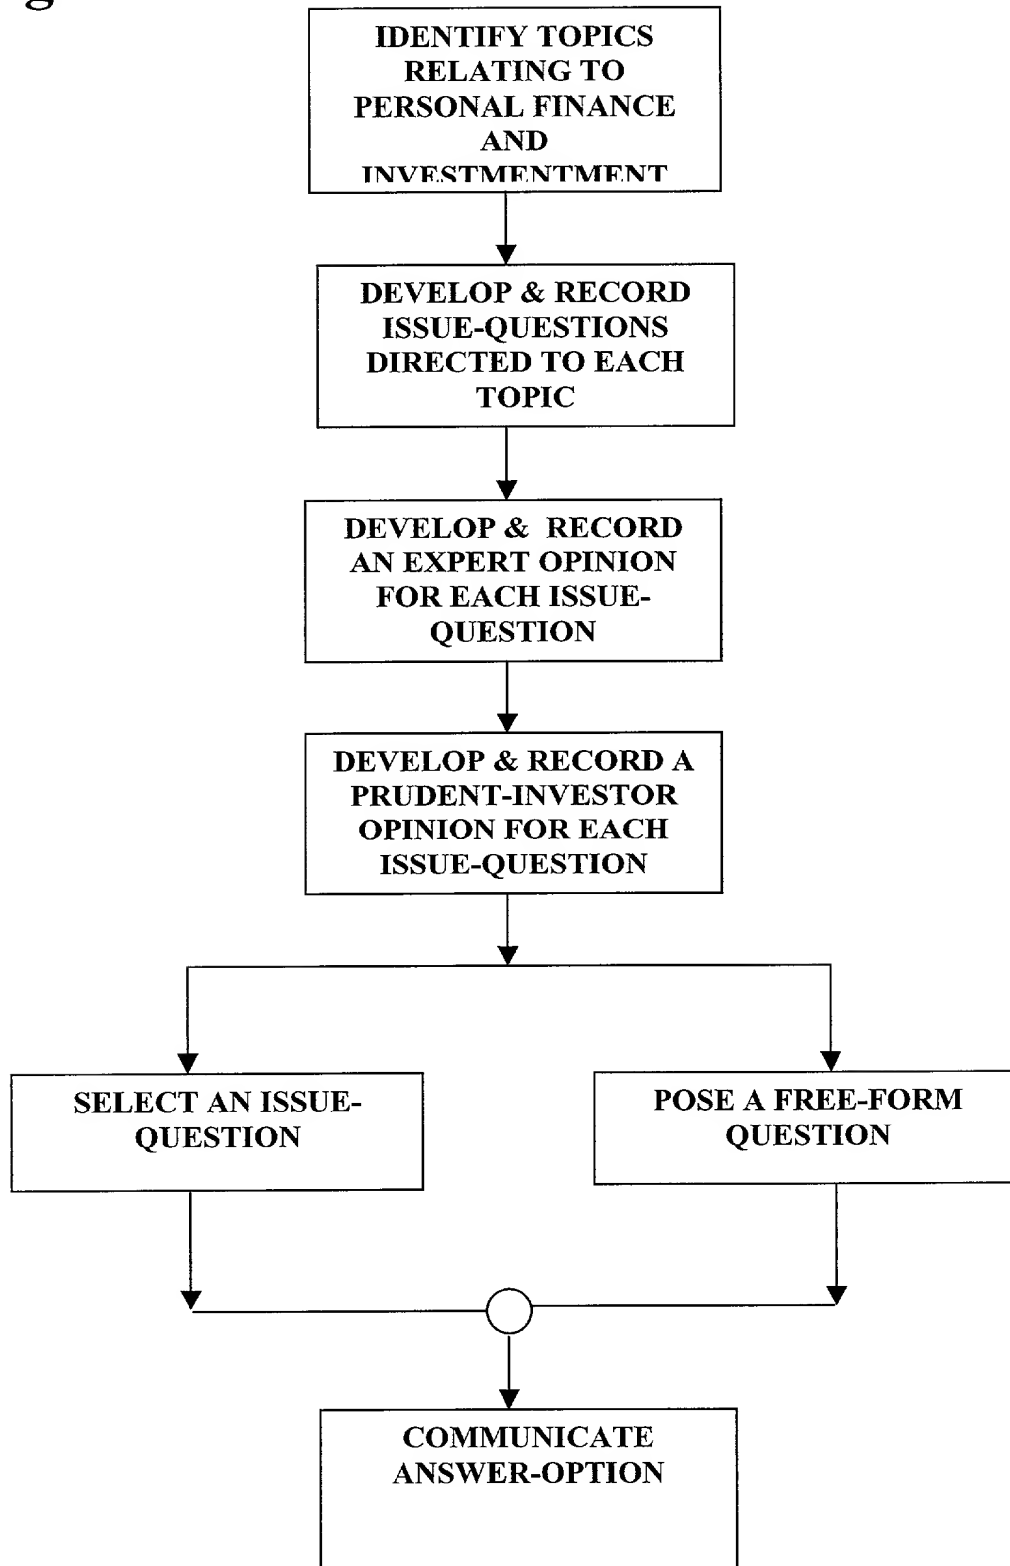 g
IDENTIFY TOPICS
RELATING TO
PERSONAL FINANCE
AND
INVESTMENTMENT
DEVELOP & RECORD
ISSUE-QUESTIONS
DIRECTED TO EACH
TOPIC
DEVELOP & RECORD
AN EXPERT OPINION
FOR EACH ISSUE-
QUESTION
DEVELOP & RECORD A
PRUDENT-INVESTOR
OPINION FOR EACH
ISSUE-QUESTION
SELECT AN ISSUE-
QUESTION
POSE A FREE-FORM
QUESTION
COMMUNICATE
ANSWER-OPTION